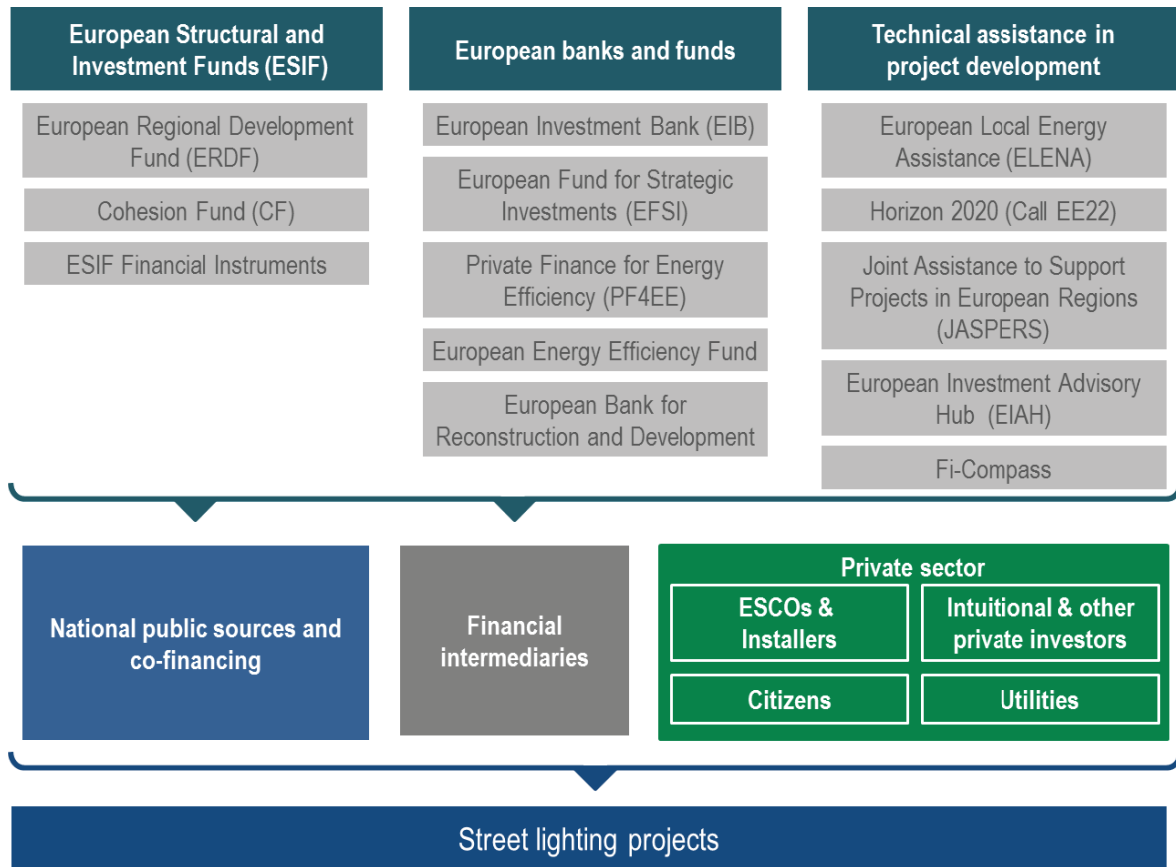 European Structural and
Investment Funds (ESIF)
European Regional Development
Fund (ERDF)
Cohesion Fund (CF)
ESIF Financial Instruments
European banks and funds
European Investment Bank (EIB)
European Fund for Strategic
Investments (EFSI)
Private Finance for Energy
Efficiency (PF4EE)
European Energy Efficiency Fund
European Bank for
Reconstruction and Development
Technical assistance in
project development
European Local Energy
Assistance (ELENA)
Horizon 2020 (Call EE22)
Joint Assistance to Support
Projects in European Regions
(JASPERS)
European Investment Advisory
Hub (EIAH)
Fi-Compass
National public sources and
co-financing
Financial
intermediaries
Private sector
ESCOs &
Installers
Intuitional & other
private investors
Citizens
Utilities
Street lighting projects